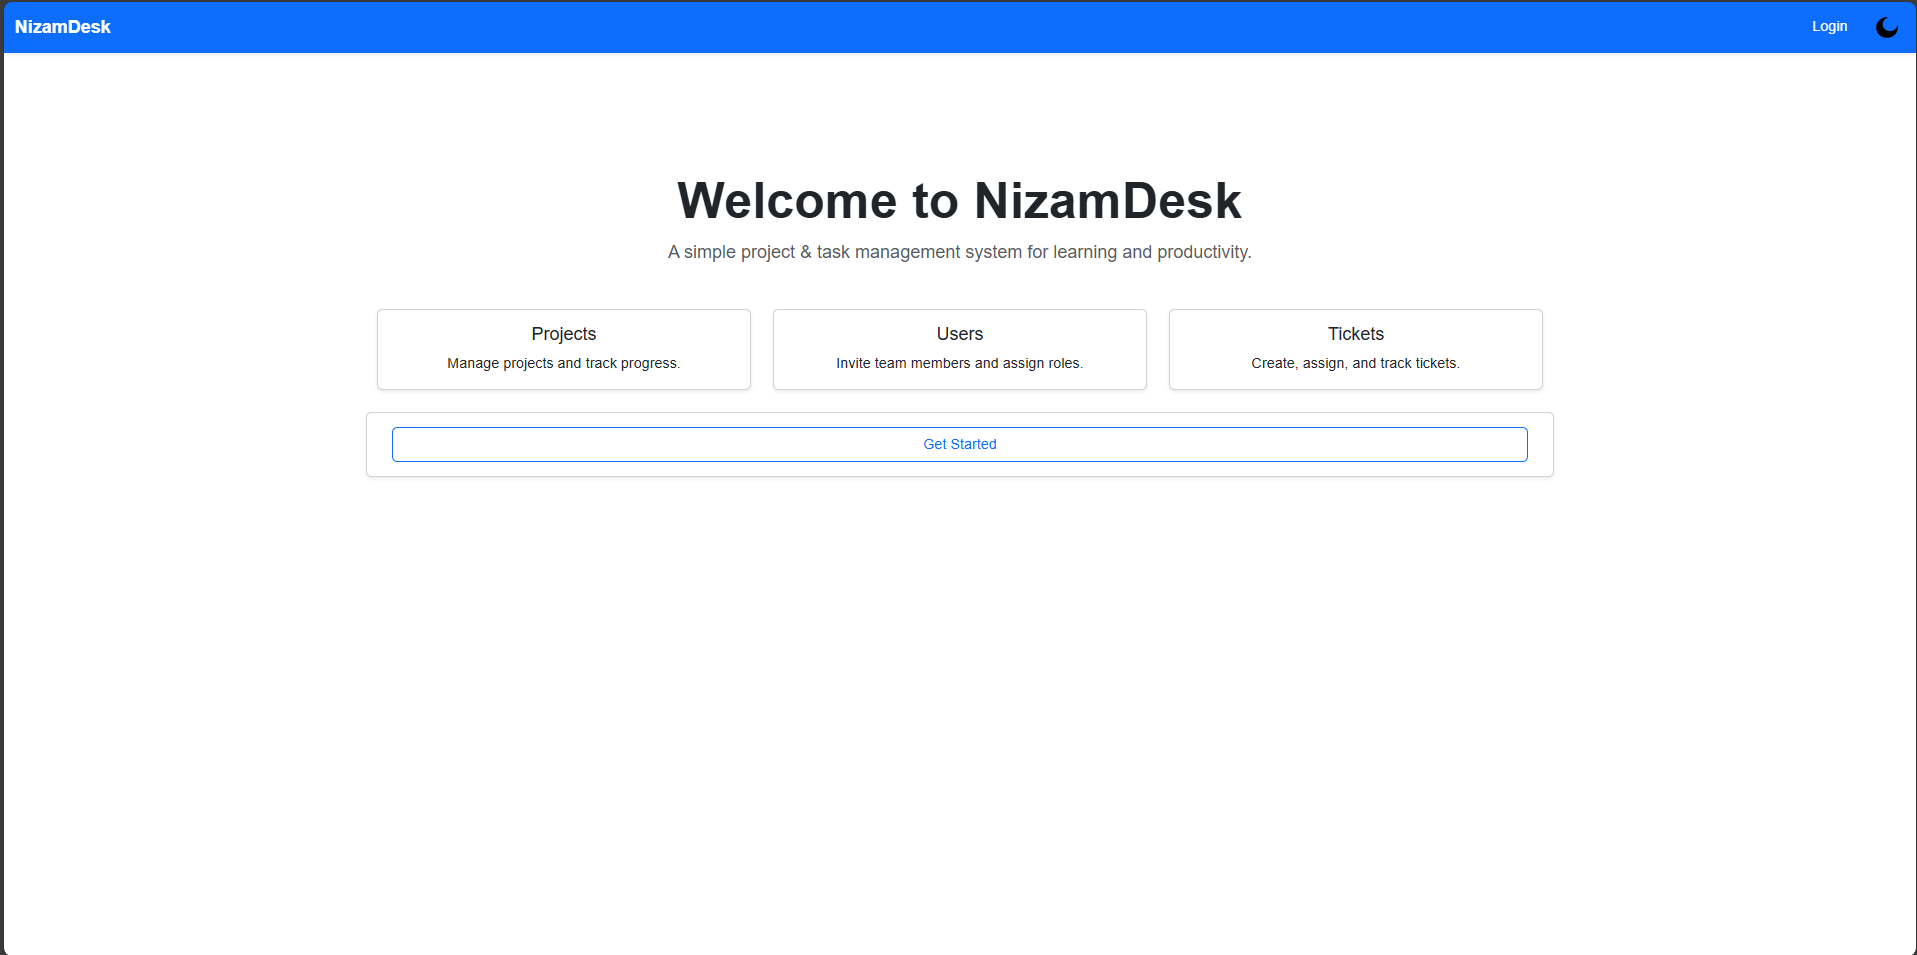 NizamDesk
Login
Welcome to NizamDesk
A simple project & task management system for learning and productivity.
Projects
Manage projects and track progress.
Users
Invite team members and assign roles.
Tickets
Create, assign, and track tickets.
Get Started